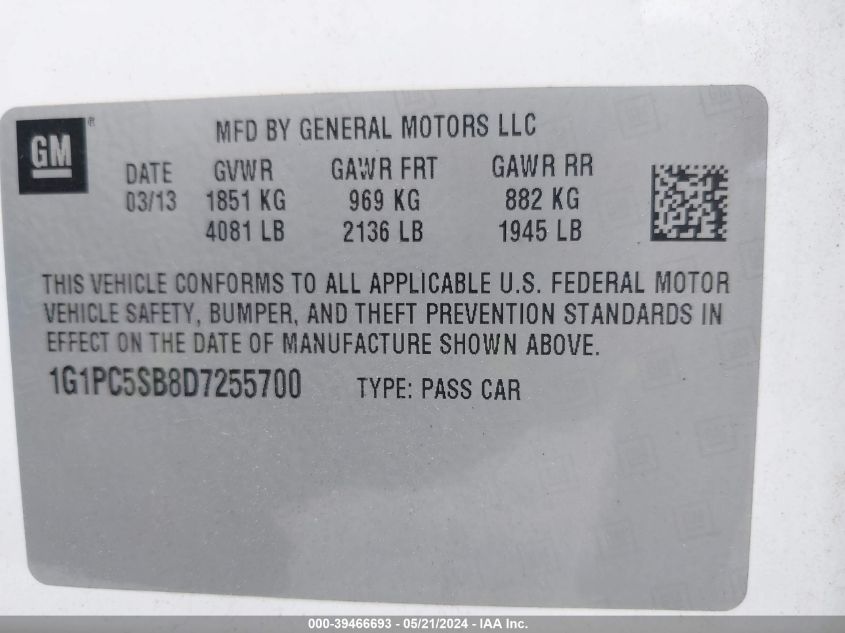 GM ®
MFD BY GENERAL MOTORS LLC
DATE GVWR GAWR FRT GAWR RR
03/13 1851 KG 969 KG 882 KG
4081 LB 2136 LB 1945 LB
THIS VEHICLE CONFORMS TO ALL APPLICABLE U.S. FEDERAL MOTOR
VEHICLE SAFETY, BUMPER, AND THEFT PREVENTION STANDARDS IN
EFFECT ON THE DATE OF MANUFACTURE SHOWN ABOVE.
1G1PC5SB8D7255700 TYPE: PASS CAR
000-39466693 - 05/21/2024 - IAA Inc.